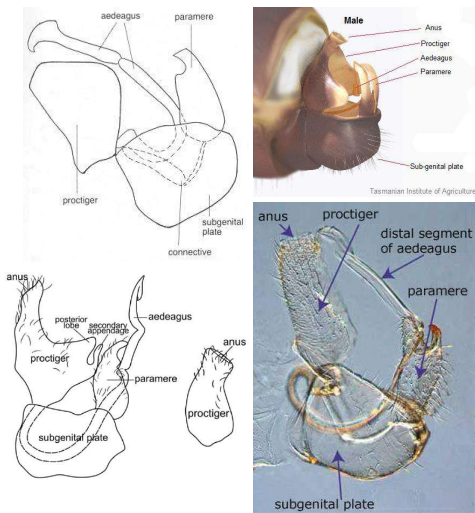 aedeagus
paramere
proctiger
subgenital
plate
connective
Male
Anus
Proctiger
Aedeagus
Paramere
Sub-genital plate
Tasmanian Institute of Agriculture
anus
posterior
lobe
secondary
appendage
aedeagus
proctiger
paramere
subgenital plate
anus
proctiger
anus
proctiger
distal segment
of aedeagus
paramere
subgenital plate